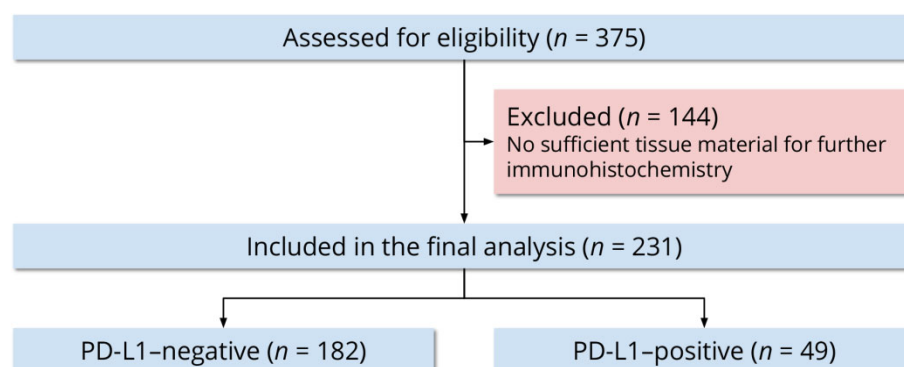 Assessed for eligibility (n = 375)
Excluded (n = 144)
No sufficient tissue material for further
immunohistochemistry
Included in the final analysis (n = 231)
PD-L1–negative (n = 182)
PD-L1–positive (n = 49)